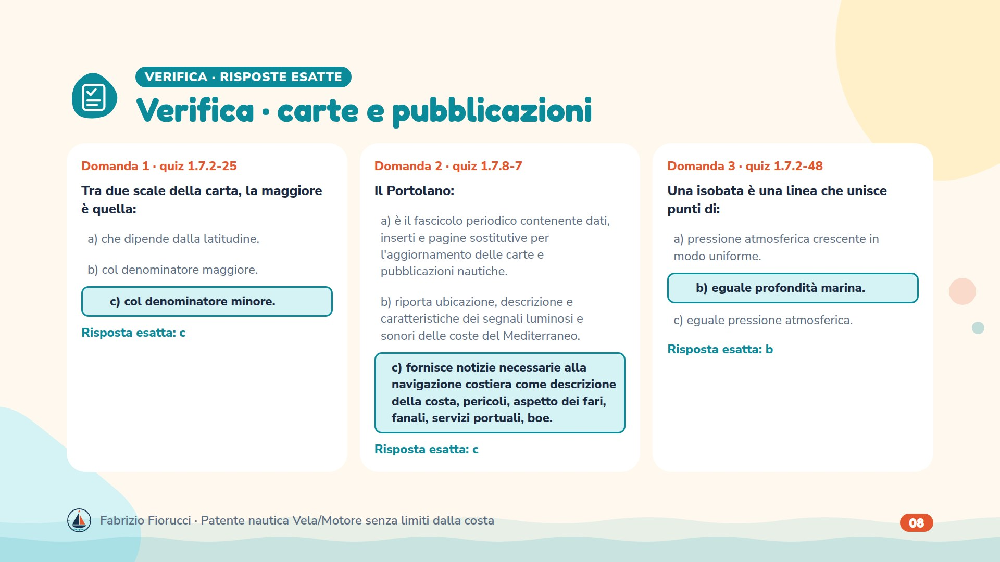 VERIFICA · RISPOSTE ESATTE
Verifica · carte e pubblicazioni
Domanda 1 · quiz 1.7.2-25
Tra due scale della carta, la maggiore
è quella:
a) che dipende dalla latitudine.
b) col denominatore maggiore.
c) col denominatore minore.
Risposta esatta: c
Domanda 2 · quiz 1.7.8-7
Il Portolano:
a) è il fascicolo periodico contenente dati,
inserti e pagine sostitutive per
l'aggiornamento delle carte e
pubblicazioni nautiche.
b) riporta ubicazione, descrizione e
caratteristiche dei segnali luminosi e
sonori delle coste del Mediterraneo.
c) fornisce notizie necessarie alla
navigazione costiera come descrizione
della costa, pericoli, aspetto dei fari,
fanali, servizi portuali, boe.
Risposta esatta: c
Domanda 3 · quiz 1.7.2-48
Una isobata è una linea che unisce
punti di:
a) pressione atmosferica crescente in
modo uniforme.
b) eguale profondità marina.
c) eguale pressione atmosferica.
Risposta esatta: b
Fabrizio Fiorucci · Patente nautica Vela/Motore senza limiti dalla costa
08